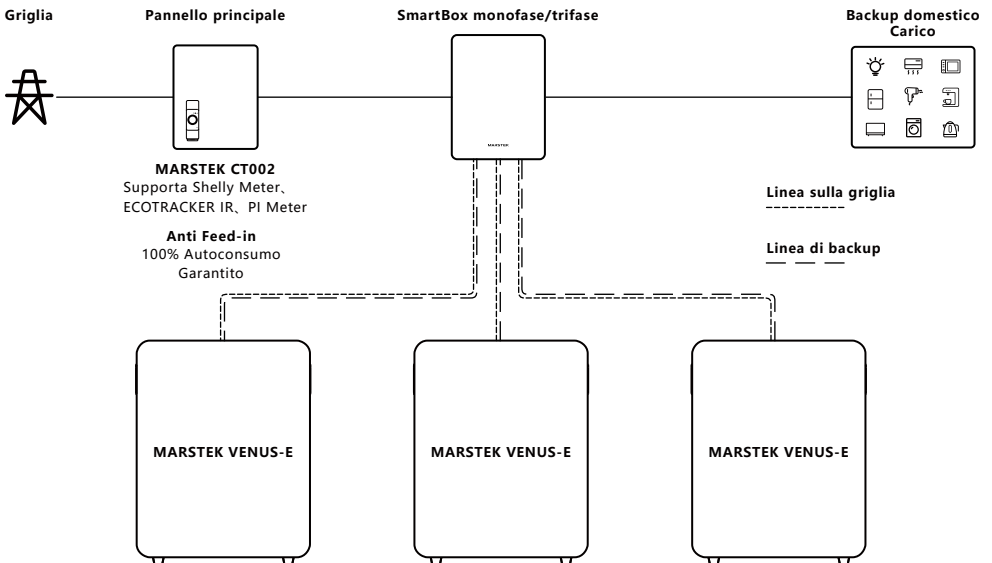 Griglia
Pannello principale
SmartBox monofase/trifase
Backup domestico
Carico
MARSTEK
MARSTEK CT002
Supporta Shelly Meter、
ECOTRACKER IR、PI Meter
Anti Feed-in
100% Autoconsumo
Garantito
Linea sulla griglia
Linea di backup
MARSTEK VENUS-E
MARSTEK VENUS-E
MARSTEK VENUS-E